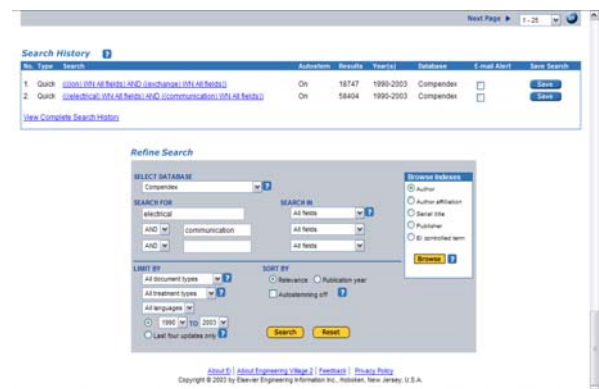 Next Page 1-25
Search History ?
No. Type Search Autostem Results Year(s) Database E-mail Alert Save Search
1. Quick (((ion) WN All fields) AND ((exchange) WN All fields)) On 18747 1990-2003 Compendex Save
2. Quick (((electrical) WN All fields) AND ((communication) WN All fields)) On 58404 1990-2003 Compendex Save
View Complete Search History
Refine Search
SELECT DATABASE
Compendex ?
SEARCH FOR SEARCH IN
electrical All fields ?
AND communication All fields
AND All fields
LIMIT BY SORT BY
All document types ? Relevance Publication year
All treatment types ? Autostemming off ?
All languages
1990 TO 2003
Last four updates only ? Search Reset
Browse Indexes
Author
Author affiliation
Serial title
Publisher
Ei controlled term
Browse ?
About Ei | About Engineering Village 2 | Feedback | Privacy Policy
Copyright © 2003 by Elsevier Engineering Information Inc., Hoboken, New Jersey, U.S.A.